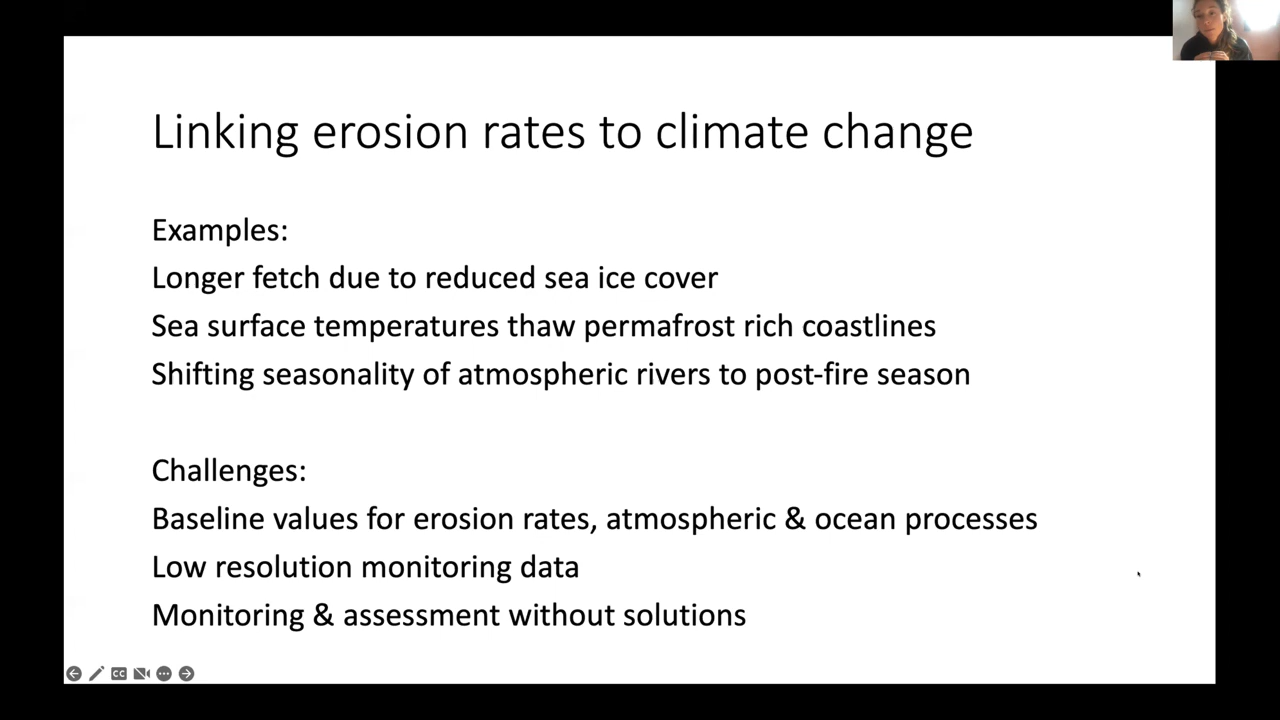 Linking erosion rates to climate change
Examples:
Longer fetch due to reduced sea ice cover
Sea surface temperatures thaw permafrost rich coastlines
Shifting seasonality of atmospheric rivers to post-fire season
Challenges:
Baseline values for erosion rates, atmospheric & ocean processes
Low resolution monitoring data
Monitoring & assessment without solutions
CC